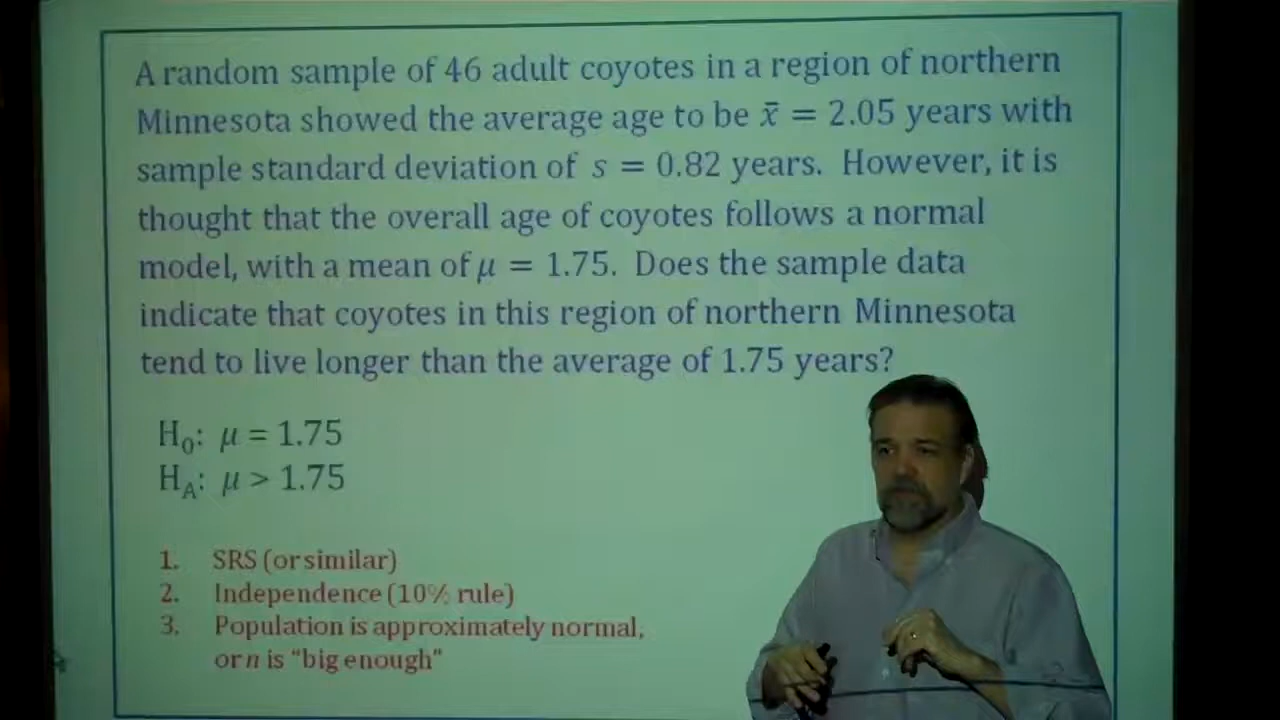 A random sample of 46 adult coyotes in a region of northern
Minnesota showed the average age to be x̄ = 2.05 years with
sample standard deviation of s = 0.82 years. However, it is
thought that the overall age of coyotes follows a normal
model, with a mean of μ = 1.75. Does the sample data
indicate that coyotes in this region of northern Minnesota
tend to live longer than the average of 1.75 years?
H₀: μ = 1.75
H_A: μ > 1.75
1. SRS (or similar)
2. Independence (10% rule)
3. Population is approximately normal,
or n is "big enough"